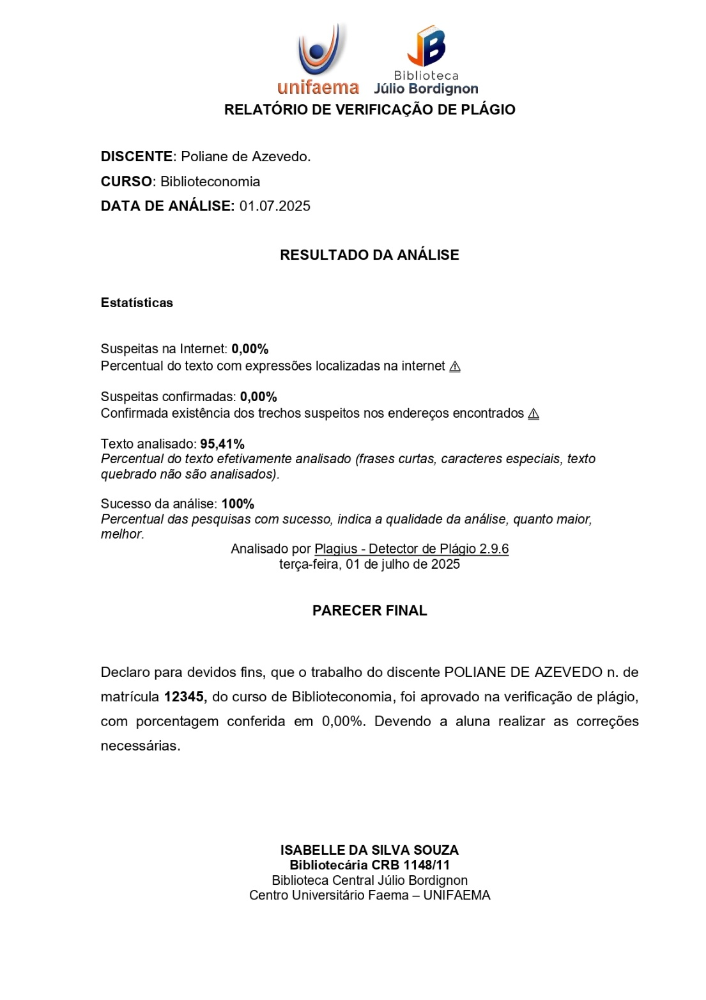 unifaema
JB
Biblioteca
Júlio Bordignon
RELATÓRIO DE VERIFICAÇÃO DE PLÁGIO
DISCENTE: Poliane de Azevedo.
CURSO: Biblioteconomia
DATA DE ANÁLISE: 01.07.2025
RESULTADO DA ANÁLISE
Estatísticas
Suspeitas na Internet: 0,00%
Percentual do texto com expressões localizadas na internet ⚠
Suspeitas confirmadas: 0,00%
Confirmada existência dos trechos suspeitos nos endereços encontrados ⚠
Texto analisado: 95,41%
Percentual do texto efetivamente analisado (frases curtas, caracteres especiais, texto
quebrado não são analisados).
Sucesso da análise: 100%
Percentual das pesquisas com sucesso, indica a qualidade da análise, quanto maior,
melhor.
Analisado por Plagius - Detector de Plágio 2.9.6
terça-feira, 01 de julho de 2025
PARECER FINAL
Declaro para devidos fins, que o trabalho do discente POLIANE DE AZEVEDO n. de
matrícula 12345, do curso de Biblioteconomia, foi aprovado na verificação de plágio,
com porcentagem conferida em 0,00%. Devendo a aluna realizar as correções
necessárias.
ISABELLE DA SILVA SOUZA
Bibliotecária CRB 1148/11
Biblioteca Central Júlio Bordignon
Centro Universitário Faema – UNIFAEMA